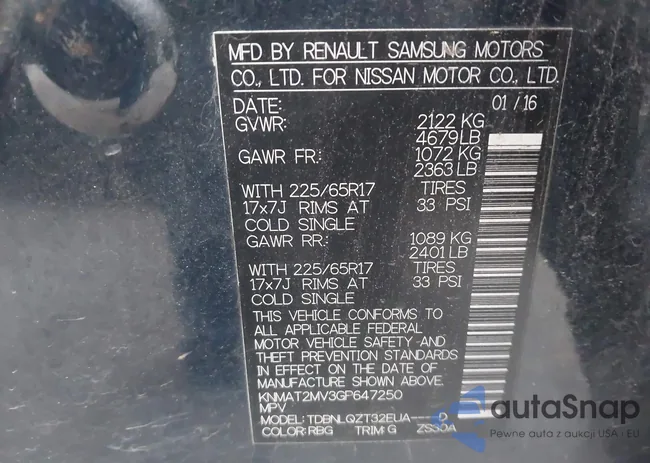 MFD BY RENAULT SAMSUNG MOTORS
CO., LTD. FOR NISSAN MOTOR CO., LTD.
DATE: 01 / 16
GVWR: 2122 KG
4679 LB
GAWR FR: 1072 KG
2363 LB
WITH 225/65R17 TIRES
17x7J RIMS AT 33 PSI
COLD SINGLE
GAWR RR: 1089 KG
2401 LB
WITH 225/65R17 TIRES
17x7J RIMS AT 33 PSI
COLD SINGLE
THIS VEHICLE CONFORMS TO
ALL APPLICABLE FEDERAL
MOTOR VEHICLE SAFETY AND
THEFT PREVENTION STANDARDS
IN EFFECT ON THE DATE OF
MANUFACTURE SHOWN ABOVE.
KNMAT2MV3GP647250
MPV
MODEL: TDBNLQZT32EUA----D
COLOR: RBG TRIM: G
autoSnap
Pewne auta z aukcji USA i EU